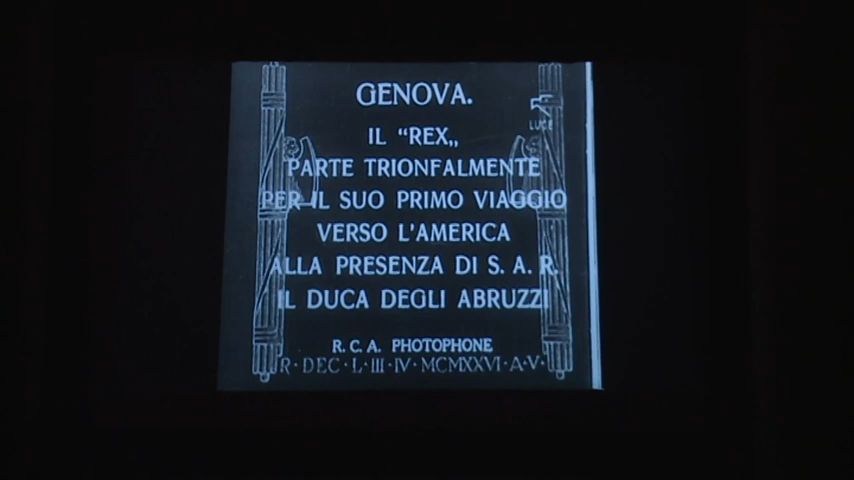 GENOVA.
LUCE
IL “REX„
PARTE TRIONFALMENTE
PER IL SUO PRIMO VIAGGIO
VERSO L'AMERICA
ALLA PRESENZA DI S. A. R.
IL DUCA DEGLI ABRUZZI
R. C. A. PHOTOPHONE
R·DEC·L·III·IV·MCMXXVI·A·V·